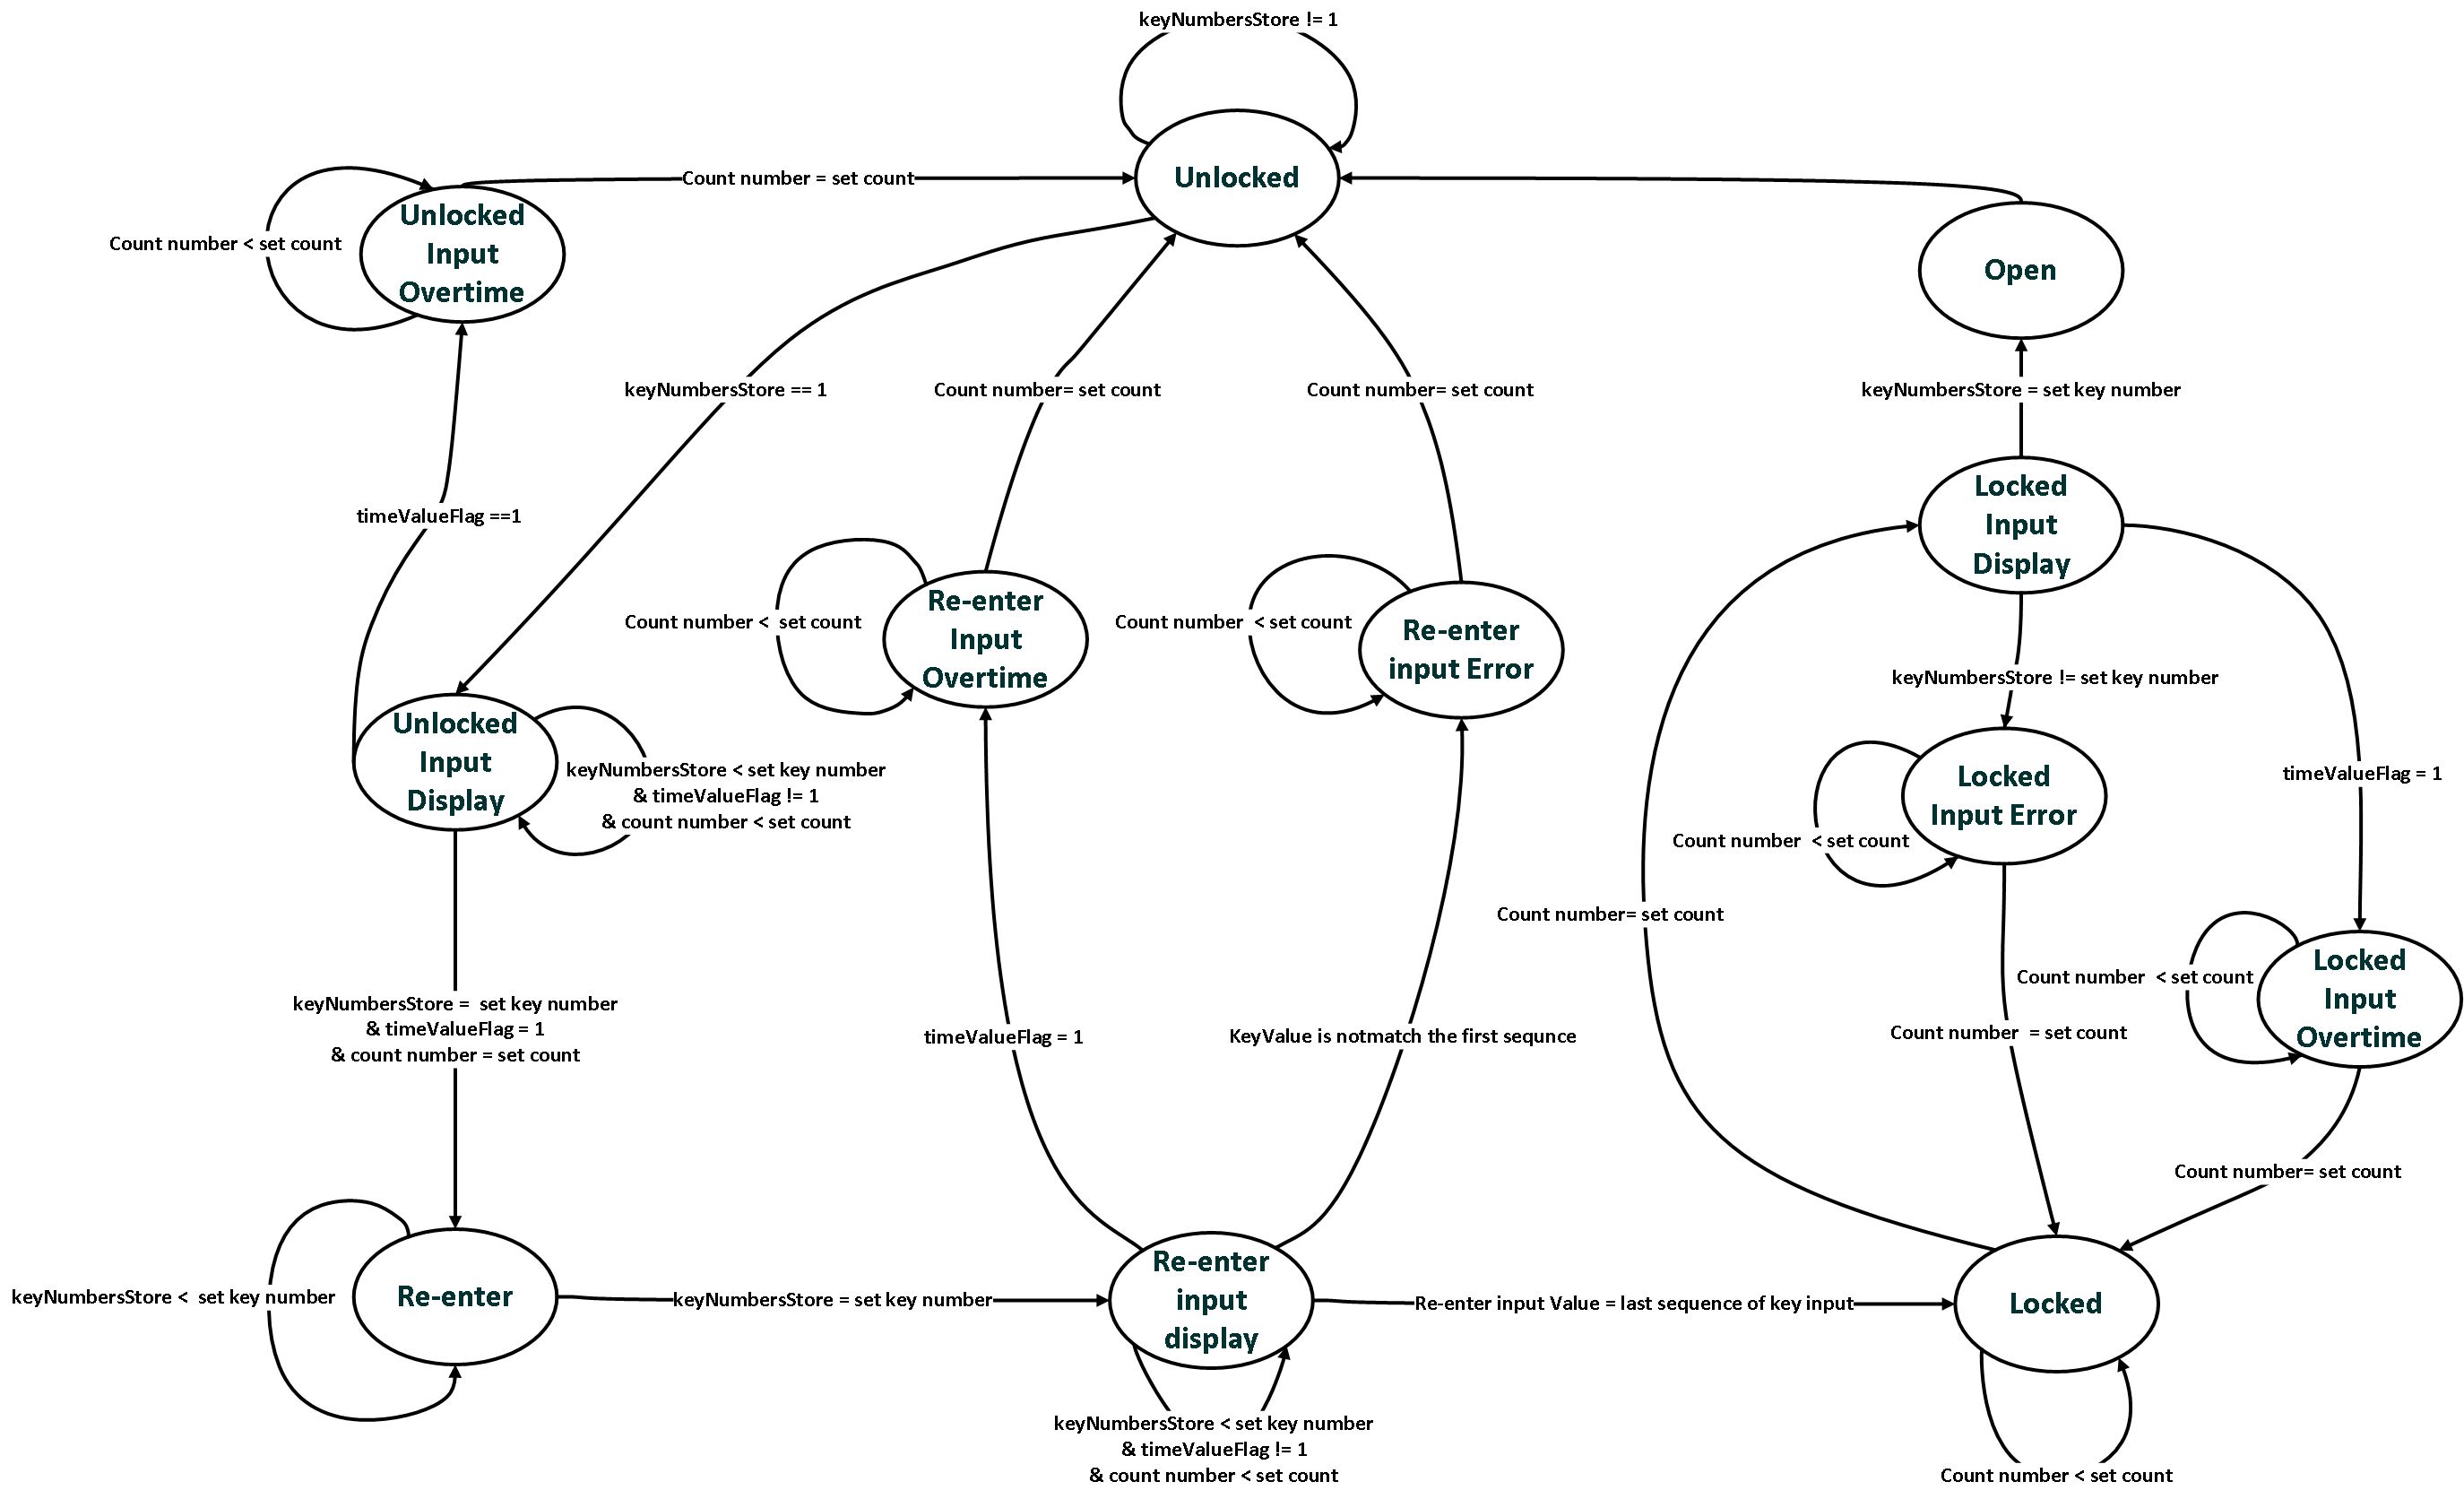 keyNumbersStore != 1
Unlocked
Count number = set count
Unlocked
Input
Overtime
Count number < set count
Open
keyNumbersStore == 1
Count number= set count
Count number= set count
keyNumbersStore = set key number
timeValueFlag ==1
Locked
Input
Display
Re-enter
Input
Overtime
Count number <  set count
Re-enter
input Error
Count number  < set count
keyNumbersStore != set key number
Unlocked
Input
Display
keyNumbersStore < set key number
& timeValueFlag != 1
& count number < set count
Locked
Input Error
Count number  < set count
timeValueFlag = 1
Count number= set count
Locked
Input
Overtime
Count number  < set count
keyNumbersStore =  set key number
& timeValueFlag = 1
& count number = set count
timeValueFlag = 1
KeyValue is notmatch the first sequnce
Count number  = set count
Count number= set count
Re-enter
keyNumbersStore <  set key number
keyNumbersStore = set key number
Re-enter
input
display
Re-enter input Value = last sequence of key input
Locked
keyNumbersStore < set key number
& timeValueFlag != 1
& count number < set count
Count number < set count